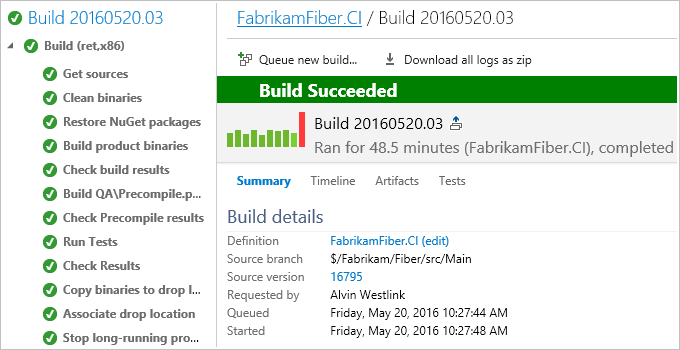 Build 20160520.03
Build (ret,x86)
Get sources
Clean binaries
Restore NuGet packages
Build product binaries
Check build results
Build QA\Precompile.p...
Check Precompile results
Run Tests
Check Results
Copy binaries to drop l...
Associate drop location
Stop long-running pro...
FabrikamFiber.CI / Build 20160520.03
Queue new build... Download all logs as zip
Build Succeeded
Build 20160520.03
Ran for 48.5 minutes (FabrikamFiber.CI), completed
Summary Timeline Artifacts Tests
Build details
Definition FabrikamFiber.CI (edit)
Source branch $/Fabrikam/Fiber/src/Main
Source version 16795
Requested by Alvin Westlink
Queued Friday, May 20, 2016 10:27:44 AM
Started Friday, May 20, 2016 10:27:48 AM